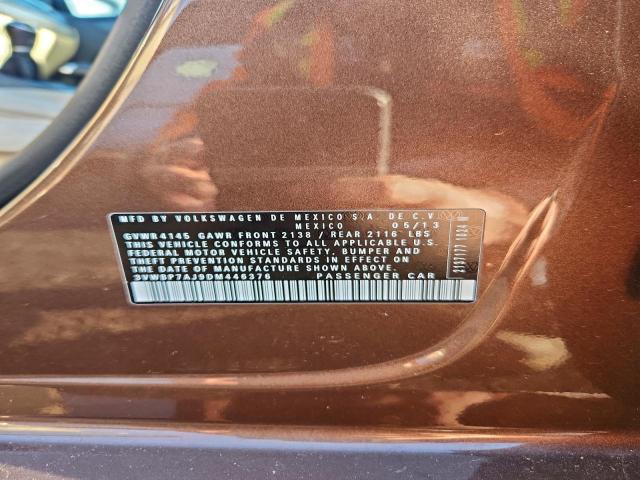 MFD BY VOLKSWAGEN DE MEXICO S.A. DE C.V.
MEXICO 05/13
GVWR 4145 GAWR FRONT 2138 / REAR 2116 LBS
THIS VEHICLE CONFORMS TO ALL APPLICABLE U.S.
FEDERAL MOTOR VEHICLE SAFETY, BUMPER, AND
THEFT PREVENTION STANDARDS IN EFFECT ON
THE DATE OF MANUFACTURE SHOWN ABOVE
3VWDP7AJ9DM446376 PASSENGER CAR